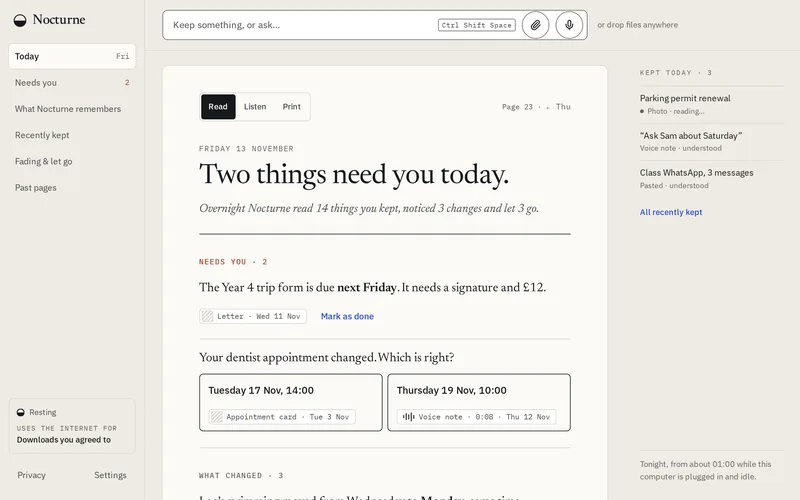 Nocturne
Today Fri
Needs you 2
What Nocturne remembers
Recently kept
Fading & let go
Past pages
Resting
USES THE INTERNET FOR
Downloads you agreed to
Privacy Settings
Keep something, or ask... Ctrl Shift Space or drop files anywhere
Read Listen Print Page 23 · ← Thu
FRIDAY 13 NOVEMBER
Two things need you today.
Overnight Nocturne read 14 things you kept, noticed 3 changes and let 3 go.
NEEDS YOU · 2
The Year 4 trip form is due next Friday. It needs a signature and £12.
Letter · Wed 11 Nov Mark as done
Your dentist appointment changed. Which is right?
Tuesday 17 Nov, 14:00
Appointment card · Tue 3 Nov
Thursday 19 Nov, 10:00
Voice note · 0:08 · Thu 12 Nov
WHAT CHANGED · 3
KEPT TODAY · 3
Parking permit renewal
Photo · reading…
“Ask Sam about Saturday”
Voice note · understood
Class WhatsApp, 3 messages
Pasted · understood
All recently kept
Tonight, from about 01:00 while this
computer is plugged in and idle.